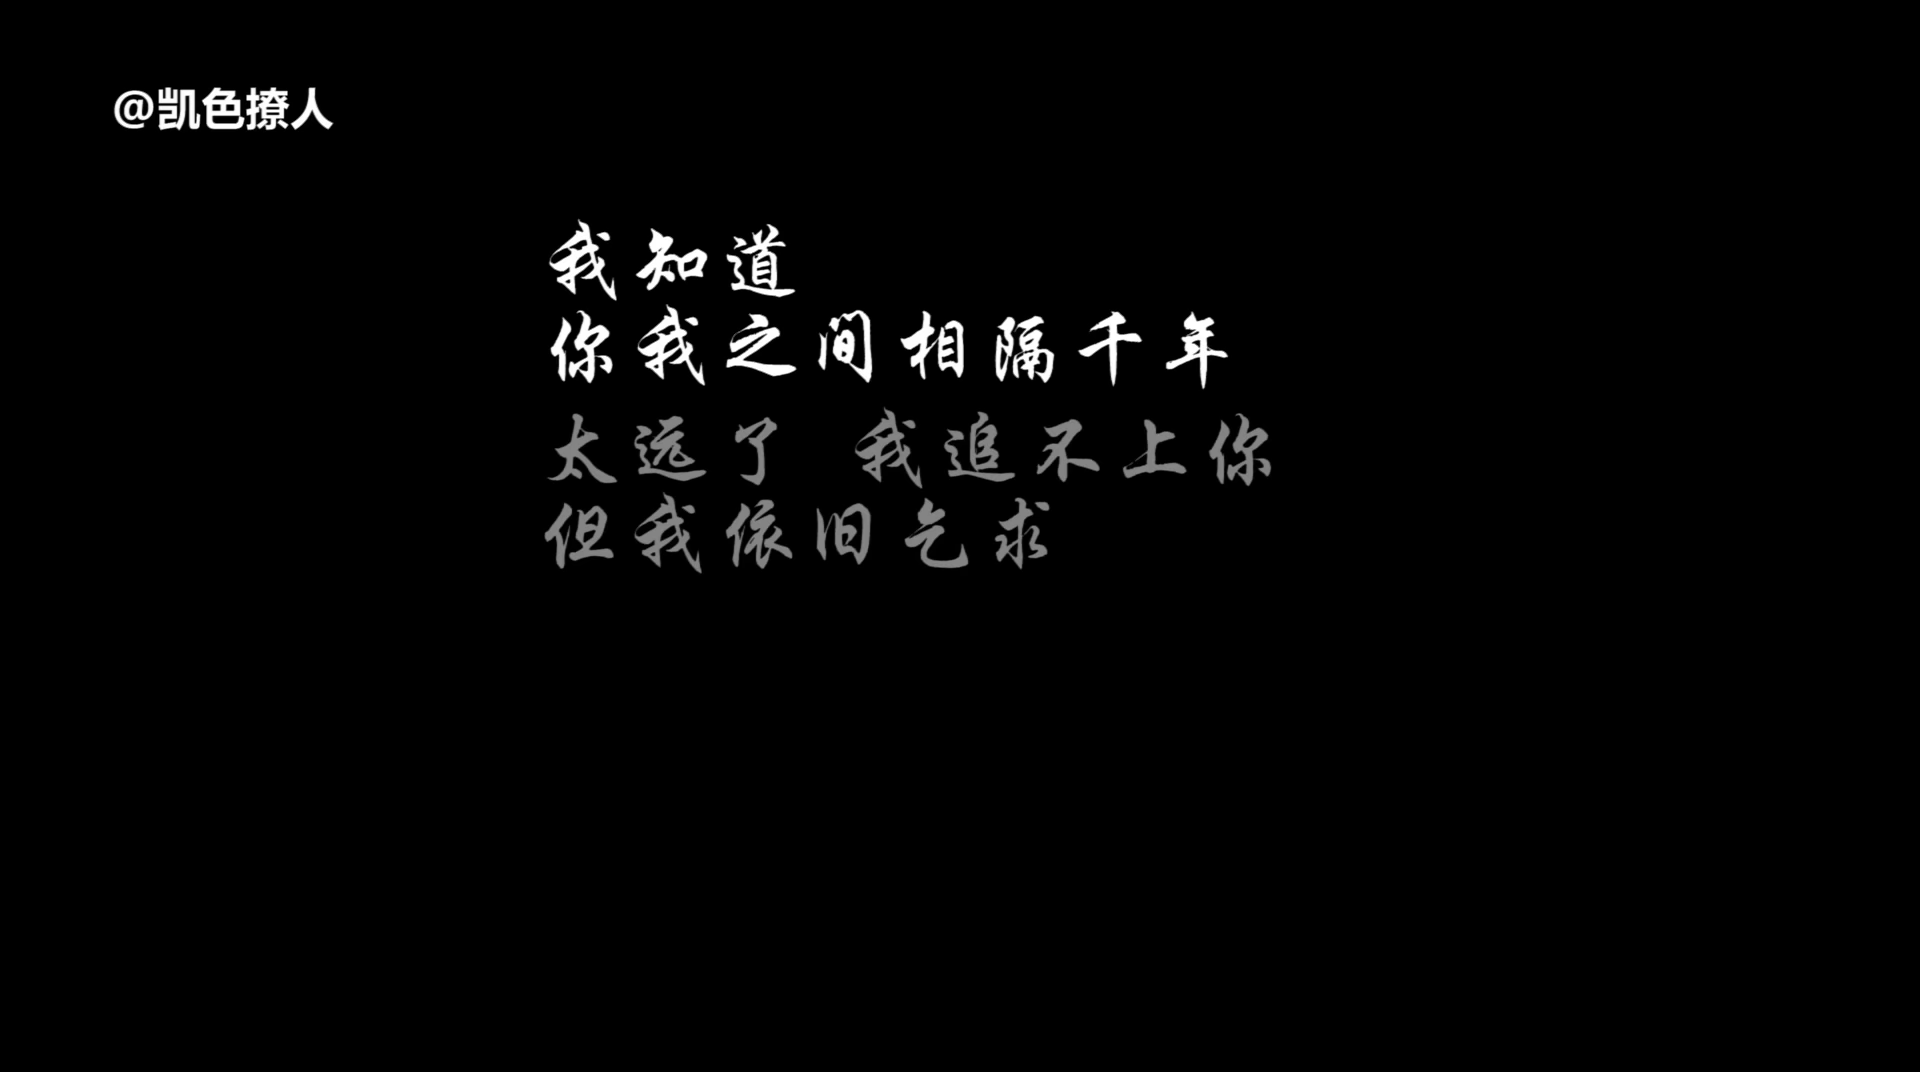 @凯色撩人
我知道
你我之间相隔千年
太远了 我追不上你
但我依旧乞求